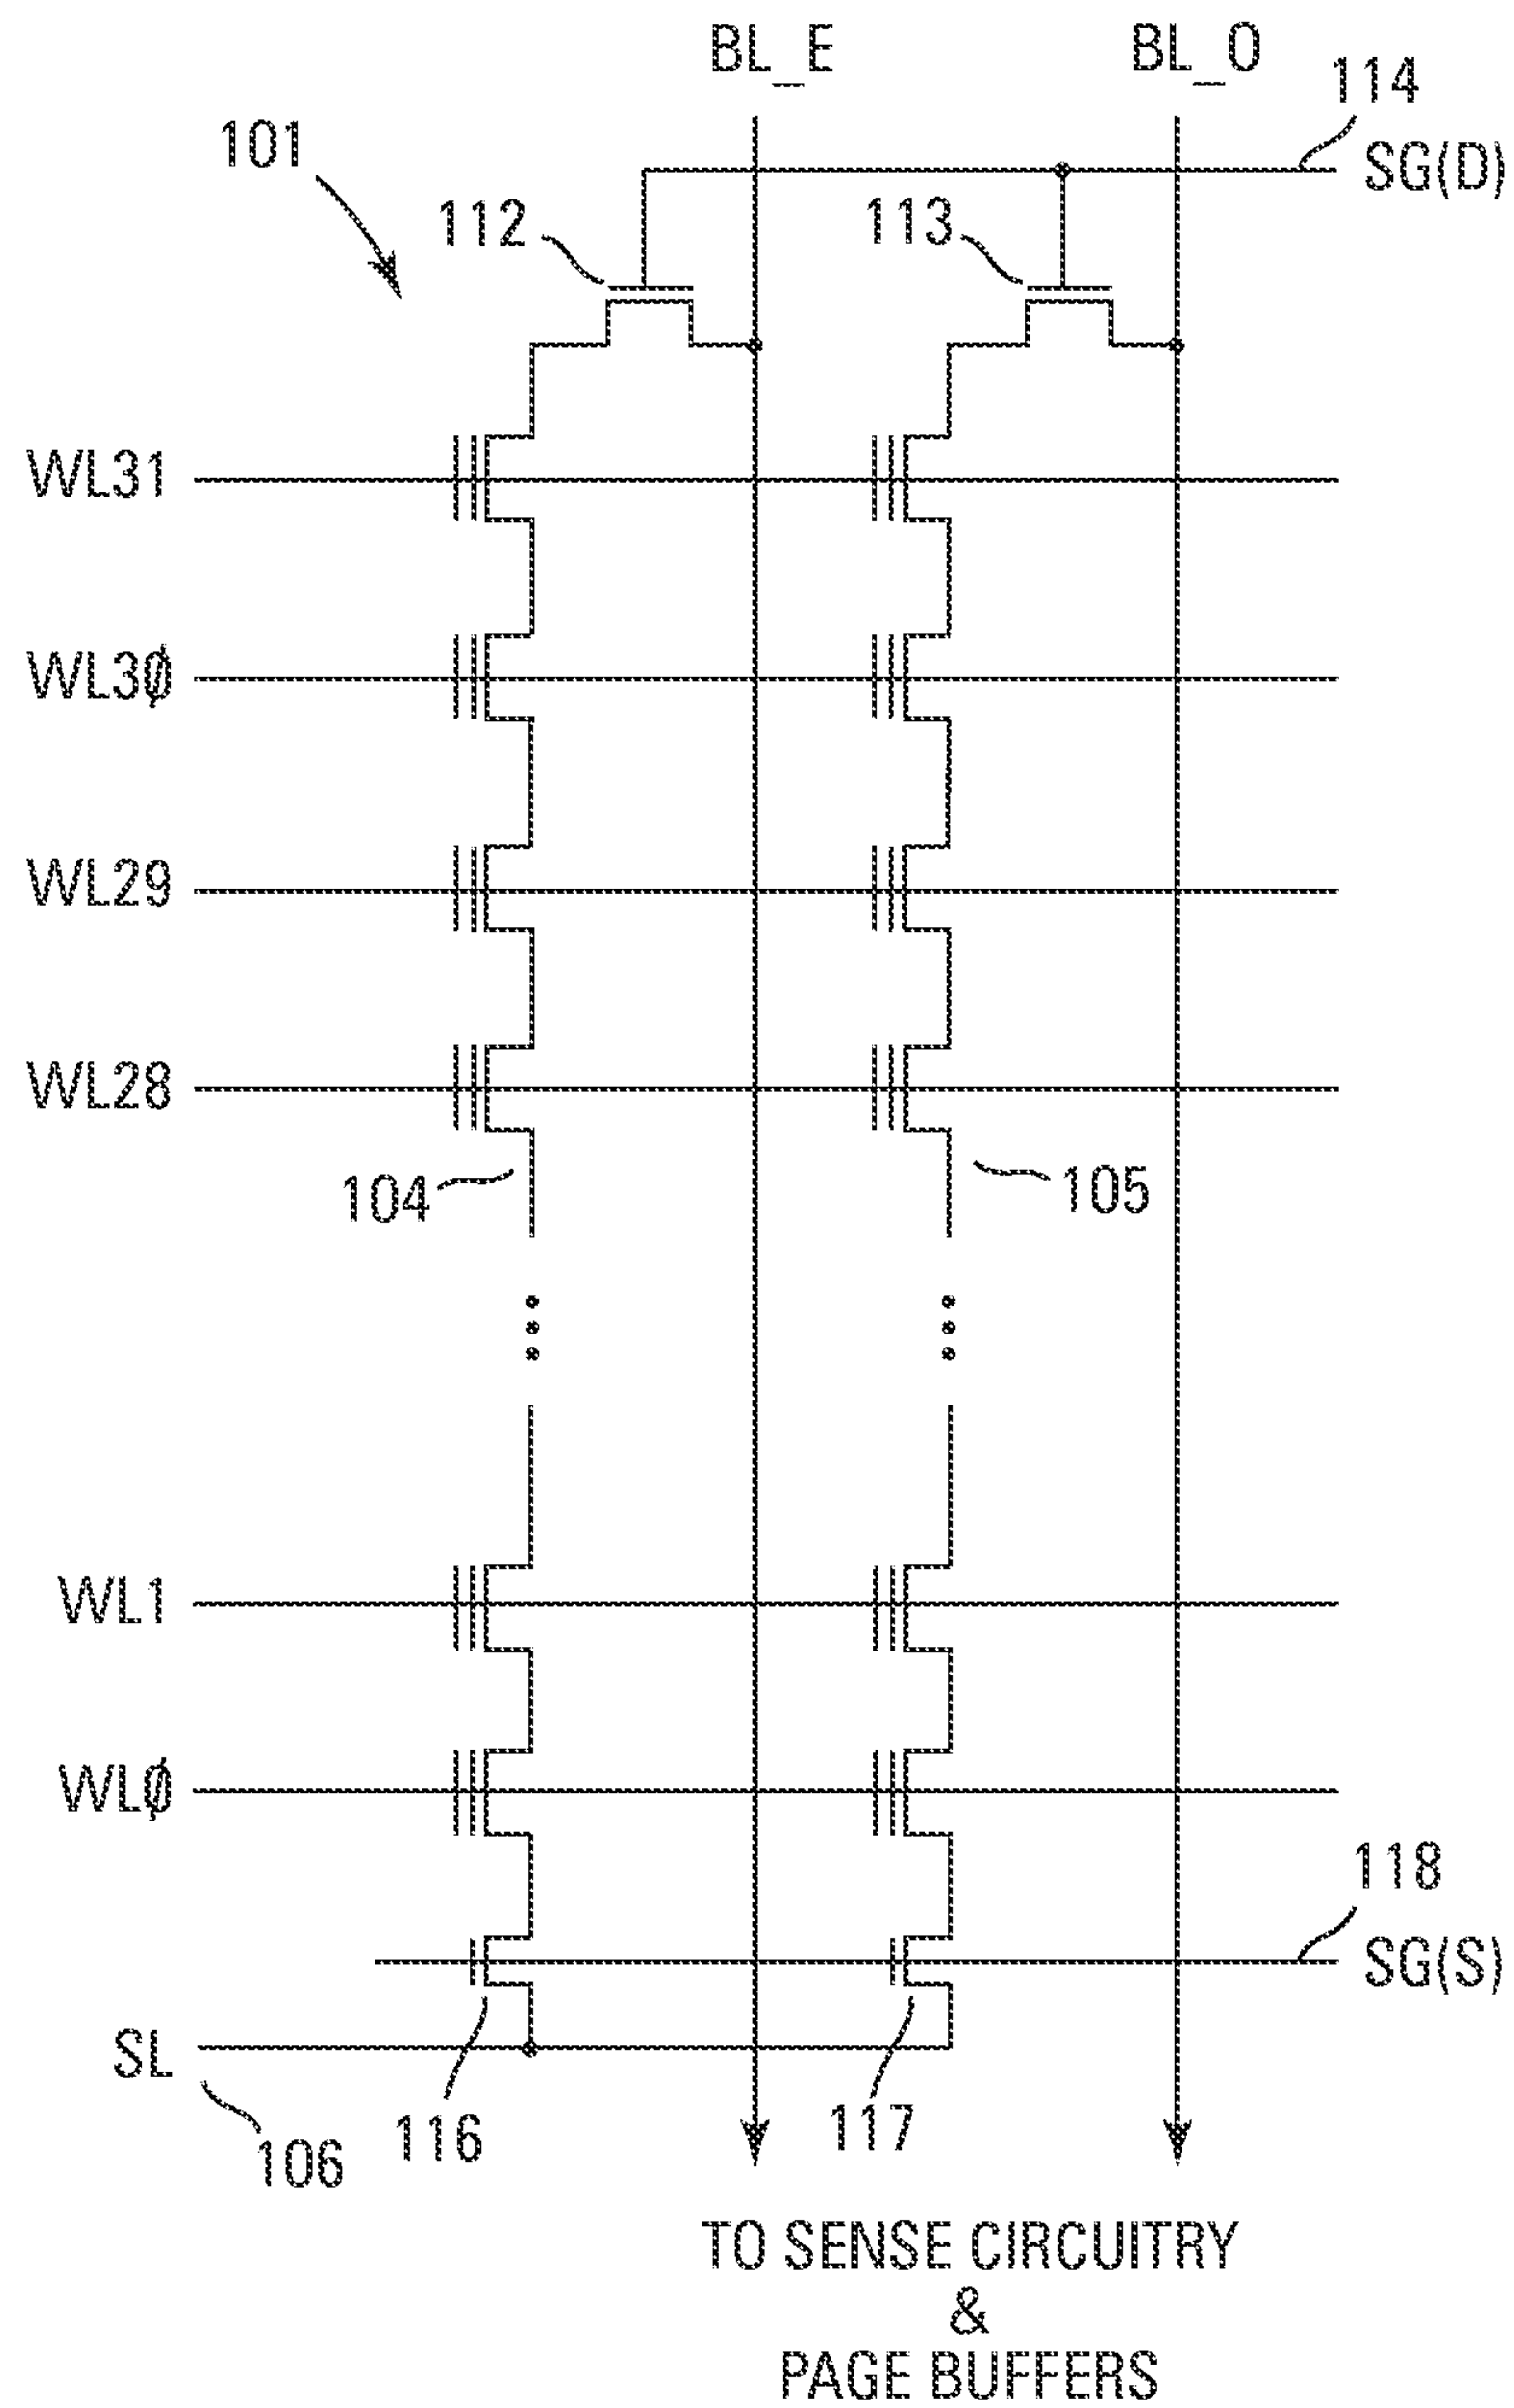 BL_E
BL_O
114
SG(D)
101
112
113
WL31
WL3Ø
WL29
WL28
104
105
WL1
WLØ
118
SG(S)
SL
116
117
106
TO SENSE CIRCUITRY
&
PAGE BUFFERS